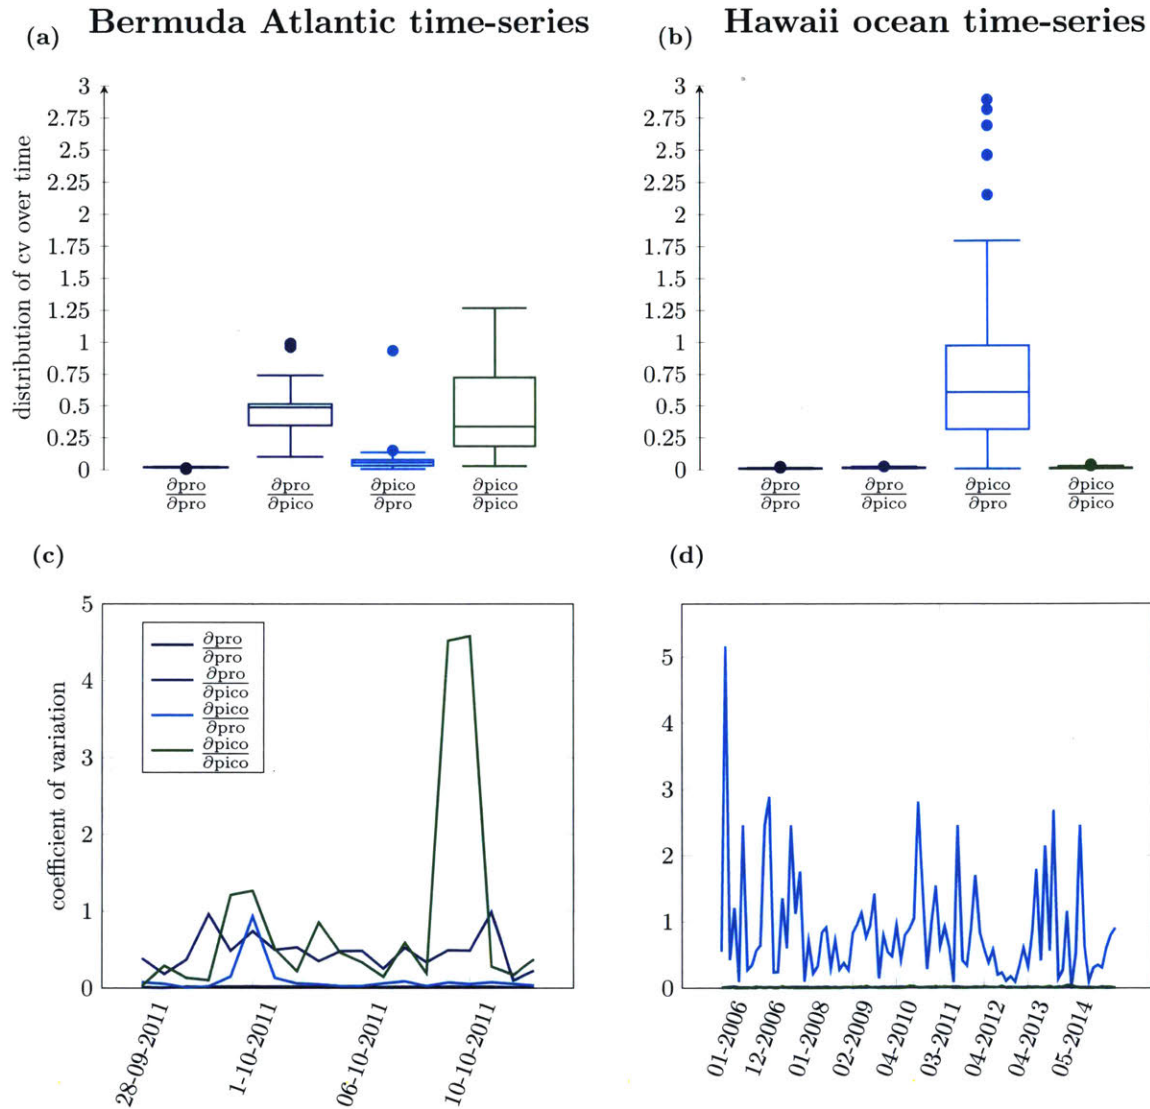 (a) Bermuda Atlantic time-series
(b) Hawaii ocean time-series
distribution of cv over time
3
2.75
2.5
2.25
2
1.75
1.5
1.25
1
0.75
0.5
0.25
0
∂pro/∂pro
∂pro/∂pico
∂pico/∂pro
∂pico/∂pico
3
2.75
2.5
2.25
2
1.75
1.5
1.25
1
0.75
0.5
0.25
0
∂pro/∂pro
∂pro/∂pico
∂pico/∂pro
∂pico/∂pico
(c)
coefficient of variation
5
4
3
2
1
0
∂pro/∂pro
∂pro/∂pico
∂pico/∂pro
∂pico/∂pico
28-09-2011
1-10-2011
06-10-2011
10-10-2011
(d)
5
4
3
2
1
0
01-2006
12-2006
01-2008
02-2009
04-2010
03-2011
04-2012
04-2013
05-2014